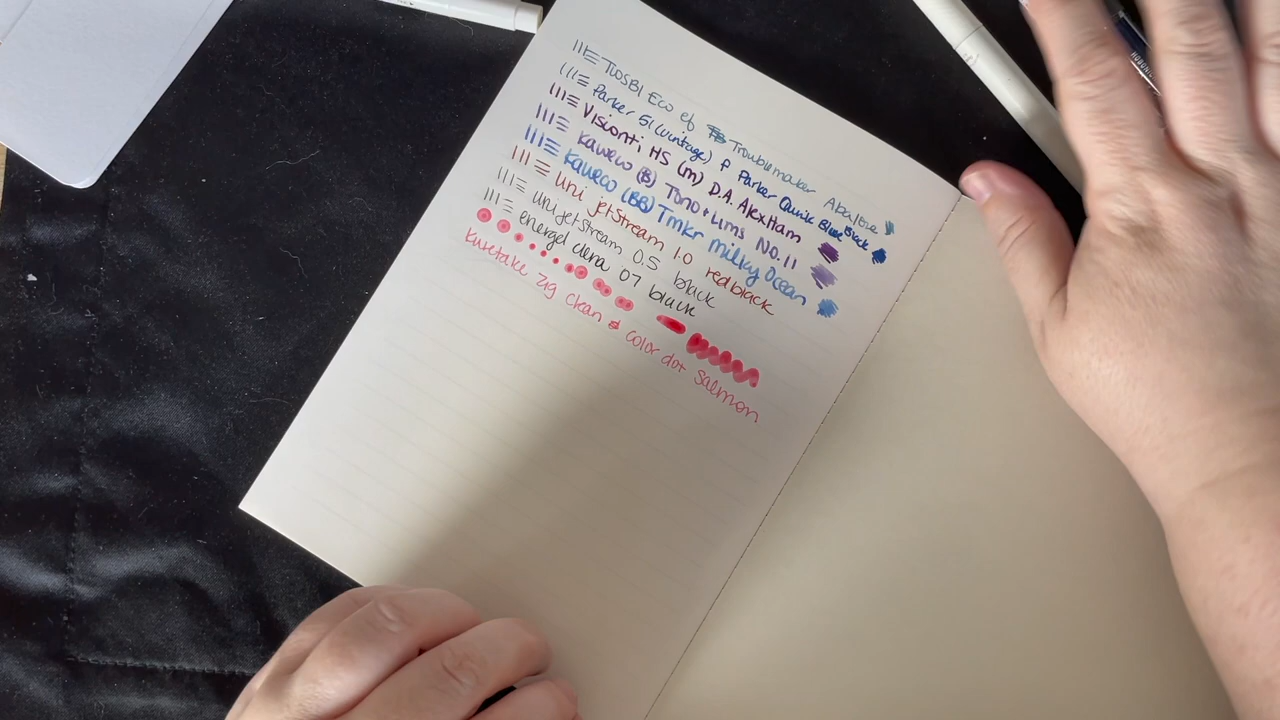 TWSBI Eco ef Troublemaker Abalone
Parker 51 (vintage) f Parker Quink Blue Black
Visconti HS (m) D.A. Alexham
Kaweco (B) Tono + Lims No. 11
Kaweco (BB) Tmkr Milky Ocean
uni jetstream 1.0 red black
uni jetstream 0.5 black
energel clena 07 black
kuretake zig clean & color dot salmon